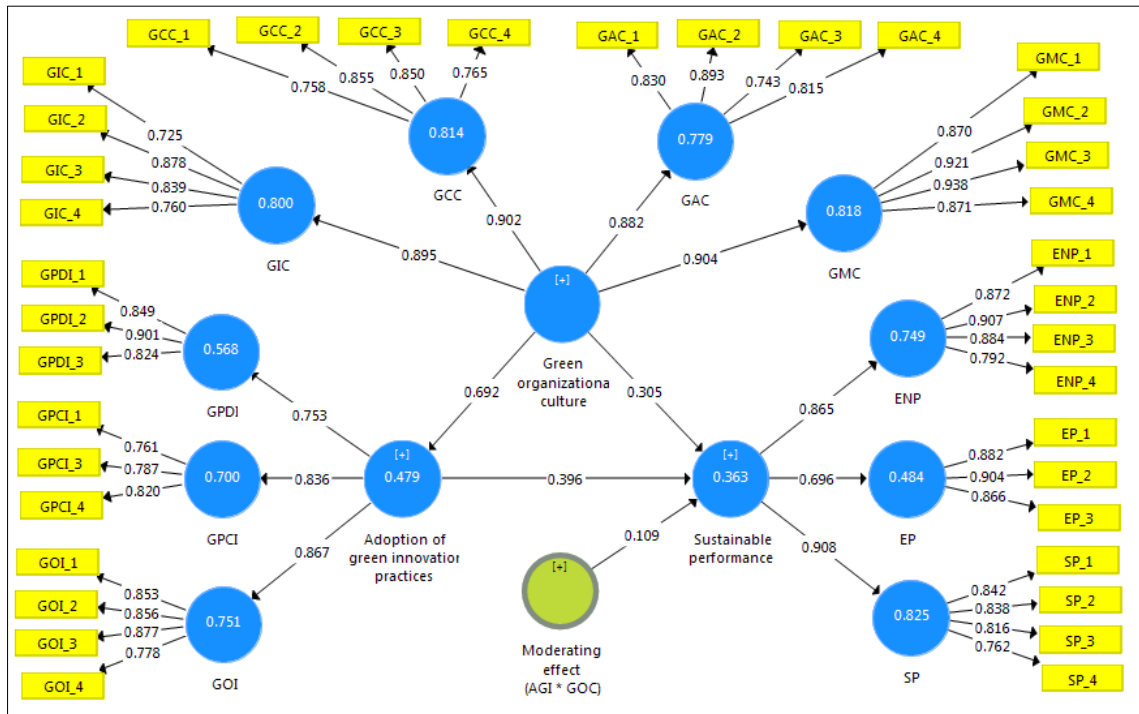 GCC_1
GCC_2
GCC_3
GCC_4
0.758
0.855
0.850
0.765
0.814
GCC
GAC_1
GAC_2
GAC_3
GAC_4
0.830
0.893
0.743
0.815
0.779
GAC
GIC_1
GIC_2
GIC_3
GIC_4
0.725
0.878
0.839
0.760
0.800
GIC
GMC_1
GMC_2
GMC_3
GMC_4
0.870
0.921
0.938
0.871
0.818
GMC
0.895
0.902
0.882
0.904
[+]
Green
organizationa
culture
0.692
0.305
GPDI_1
GPDI_2
GPDI_3
0.849
0.901
0.824
0.568
GPDI
0.753
GPCI_1
GPCI_3
GPCI_4
0.761
0.787
0.820
0.700
GPCI
0.836
[+]
0.479
Adoption of
green innovation
practices
0.396
[+]
0.363
Sustainable
performance
0.867
GOI_1
GOI_2
GOI_3
GOI_4
0.853
0.856
0.877
0.778
0.751
GOI
0.109
[+]
Moderating
effect
(AGI * GOC)
0.865
0.749
ENP
ENP_1
ENP_2
ENP_3
ENP_4
0.872
0.907
0.884
0.792
0.696
0.484
EP
EP_1
EP_2
EP_3
0.882
0.904
0.866
0.908
0.825
SP
SP_1
SP_2
SP_3
SP_4
0.842
0.838
0.816
0.762